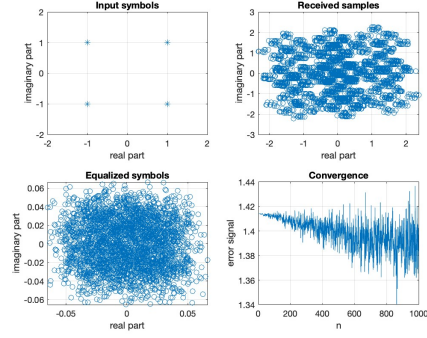 Input symbols
2
1
0
-1
-2
-2 -1 0 1 2
imaginary part
real part
Received samples
3
2
1
0
-1
-2
-3
-2 -1 0 1 2
imaginary part
real part
Equalized symbols
0.06
0.04
0.02
0
-0.02
-0.04
-0.06
-0.05 0 0.05
imaginary part
real part
Convergence
1.44
1.42
1.4
1.38
1.36
1.34
0 200 400 600 800 1000
error signal
n